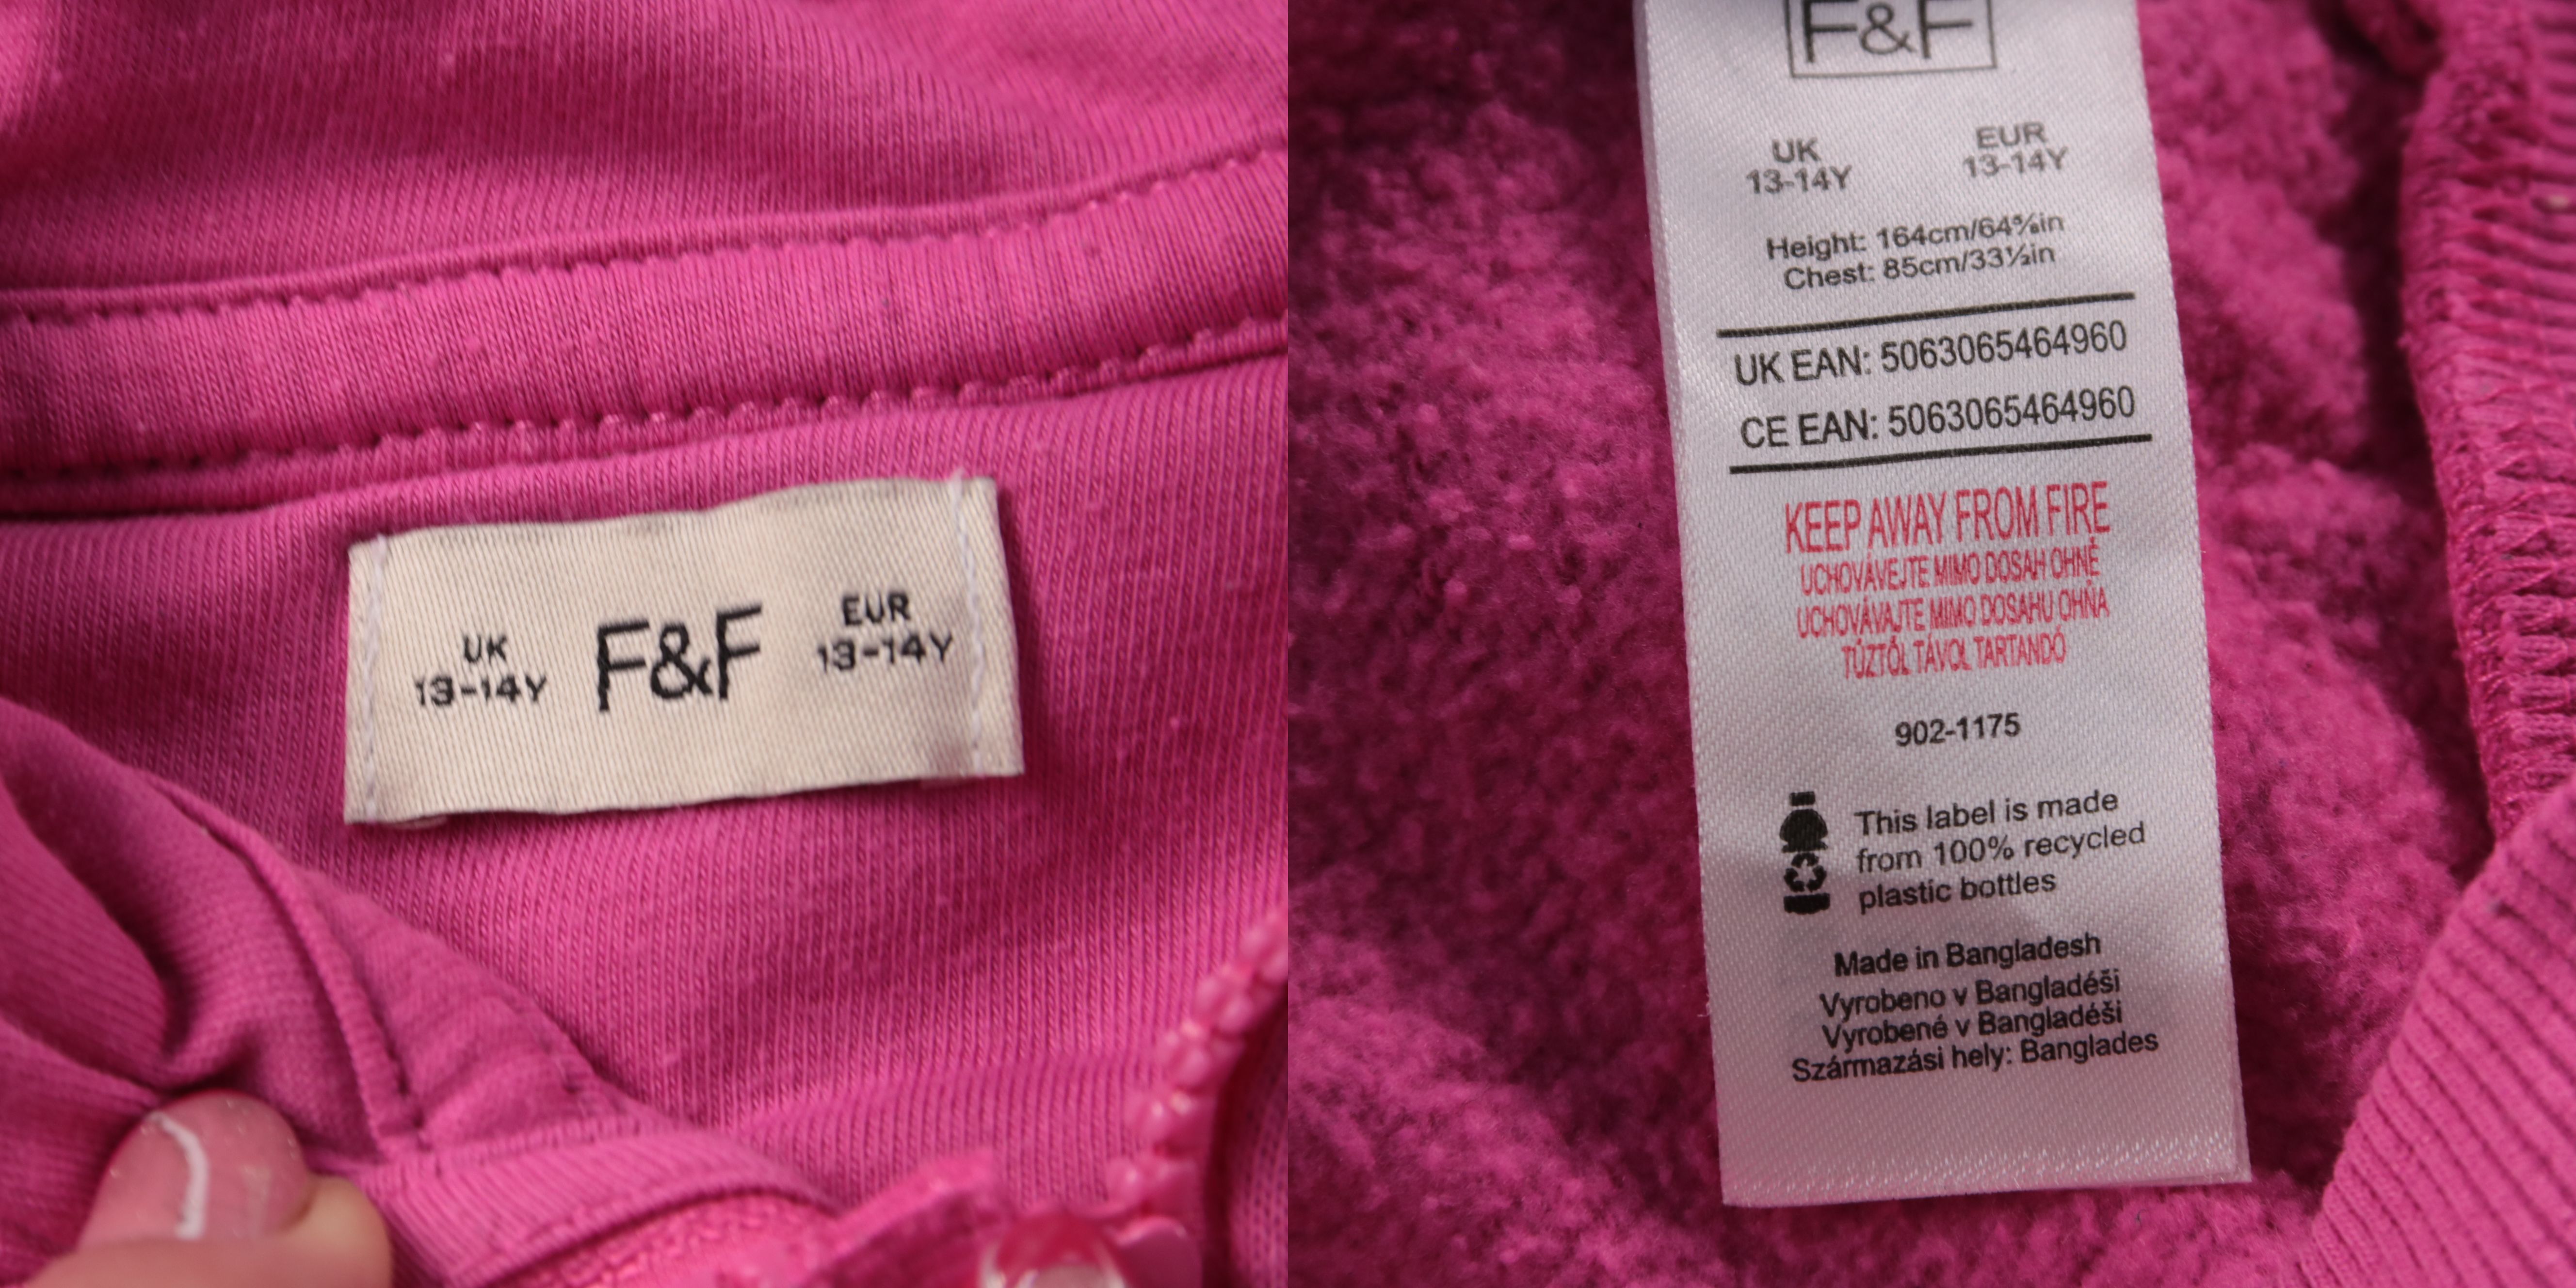 UK
13-14Y
F&F
EUR
13-14Y
F&F
UK
13-14Y
EUR
13-14Y
Height: 164cm/64⅝in
Chest: 85cm/33½in
UK EAN: 5063065464960
CE EAN: 5063065464960
KEEP AWAY FROM FIRE
UCHOVÁVEJTE MIMO DOSAH OHNĚ
UCHOVÁVAJTE MIMO DOSAHU OHŇA
TŰZTŐL TÁVOL TARTANDÓ
902-1175
This label is made
from 100% recycled
plastic bottles
Made in Bangladesh
Vyrobeno v Bangladéši
Vyrobené v Bangladéši
Származási hely: Banglades